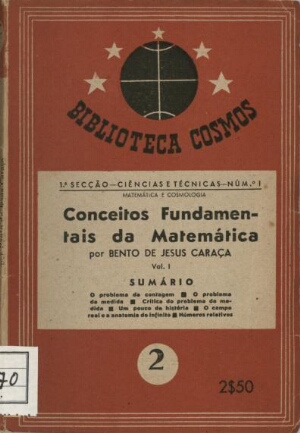 BIBLIOTECA COSMOS
1.ª SECÇÃO—CIÊNCIAS E TÉCNICAS—NÚM.º I
MATEMÁTICA E COSMOLOGIA
Conceitos Fundamen-
tais da Matemática
por BENTO DE JESUS CARAÇA
Vol. I
SUMÁRIO
O problema da contagem ■ O problema
da medida ■ Crítica do problema da me-
dida ■ Um pouco de história ■ O campo
real e a anatomia do infinito ■ Números relativos
2
2$50
70